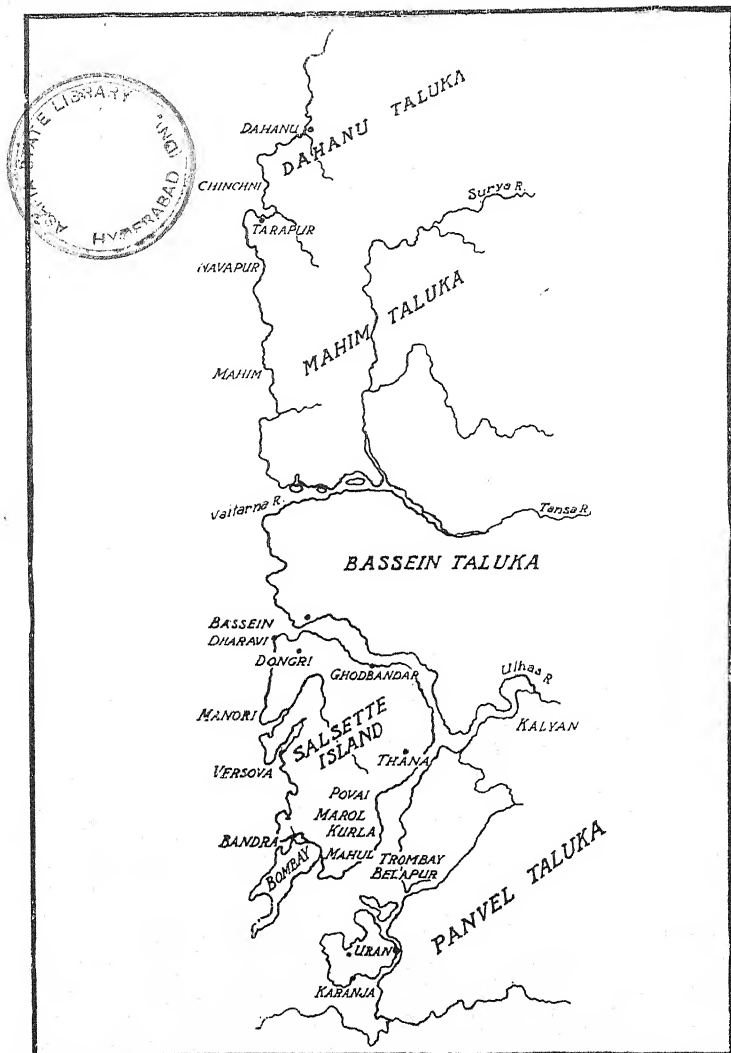 STATE LIBRARY
HYDERABAD
DAHANU
DAHANU TALUKA
CHINCHNI
Surya R.
TARAPUR
NAVAPUR
MAHIM TALUKA
MAHIM
Vaitarna R.
Tansa R.
BASSEIN TALUKA
BASSEIN
DHARAVI
DONGRI
GHODBANDAR
Ulhas R
MANORI
SALSETTE
ISLAND
KALYAN
VERSOVA
THANA
POVAI
MAROL
KURLA
BANDRA
BOMBAY
MAHUL
TROMBAY
BELAPUR
PANVEL TALUKA
URAN
KARANJA